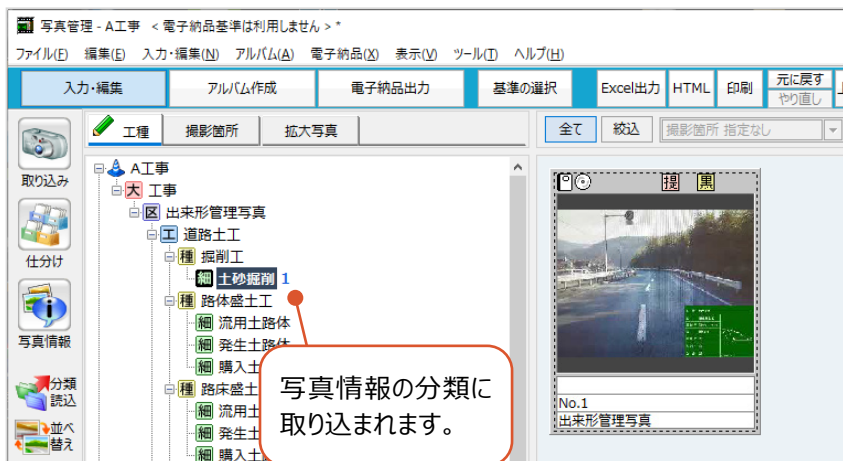 写真管理 - A工事 < 電子納品基準は利用しません > *
ファイル(F) 編集(E) 入力・編集(N) アルバム(A) 電子納品(X) 表示(V) ツール(T) ヘルプ(H)
入力・編集 アルバム作成 電子納品出力 基準の選択 Excel出力 HTML 印刷 元に戻す
やり直し
工種 撮影箇所 拡大写真 全て 絞込 撮影箇所 指定なし
取り込み
仕分け
写真情報
分類
読込
並べ
替え
A工事
大 工事
区 出来形管理写真
工 道路土工
種 掘削工
細 土砂掘削 1
種 路体盛土工
細 流用土路体
細 発生土路体
細 購入土
種 路床盛土
細 流用土
細 発生土
細 購入土
写真情報の分類に
取り込まれます。
提 黒
No.1
出来形管理写真